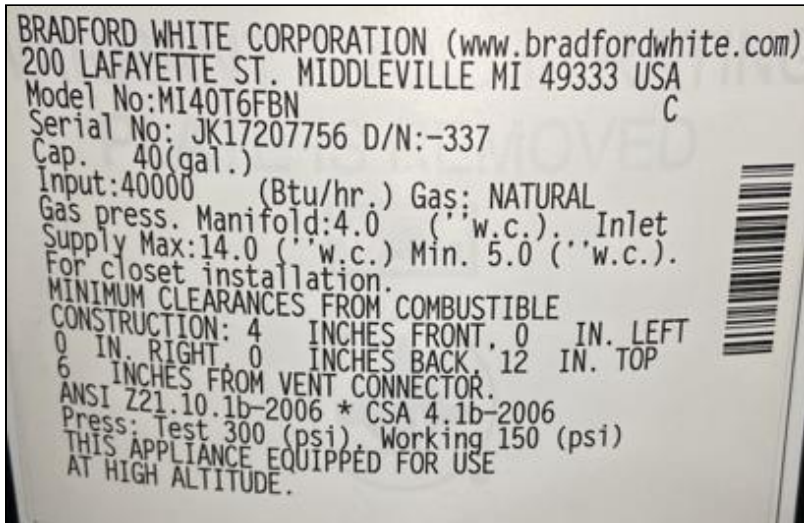 BRADFORD WHITE CORPORATION (www.bradfordwhite.com)
200 LAFAYETTE ST. MIDDLEVILLE MI 49333 USA
Model No:MI40T6FBN C
Serial No: JK17207756 D/N:-337
Cap. 40(gal.)
Input:40000 (Btu/hr.) Gas: NATURAL
Gas press. Manifold:4.0 (''w.c.). Inlet
Supply Max:14.0 (''w.c.) Min. 5.0 (''w.c.).
For closet installation.
MINIMUM CLEARANCES FROM COMBUSTIBLE
CONSTRUCTION: 4 INCHES FRONT, 0 IN. LEFT
0 IN. RIGHT, 0 INCHES BACK, 12 IN. TOP
6 INCHES FROM VENT CONNECTOR.
ANSI Z21.10.1b-2006 * CSA 4.1b-2006
Press: Test 300 (psi), Working 150 (psi)
THIS APPLIANCE EQUIPPED FOR USE
AT HIGH ALTITUDE.